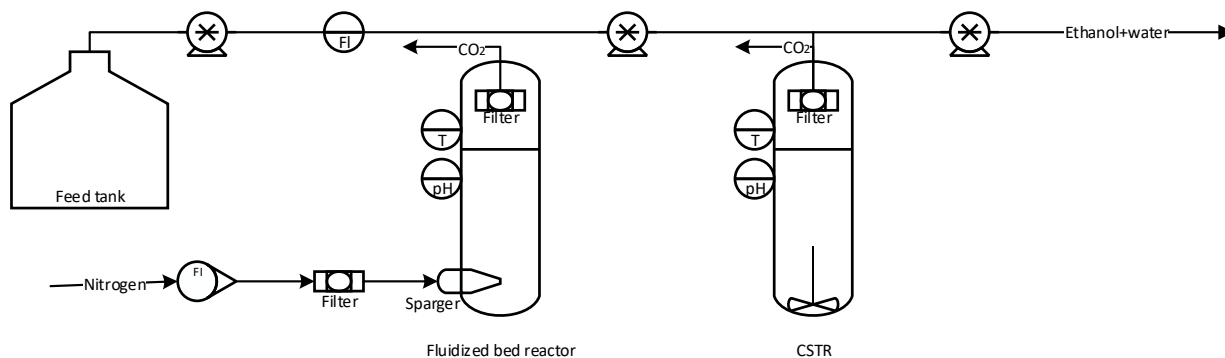 FI
CO2
CO2
Ethanol+water
Filter
Filter
T
T
pH
pH
Feed tank
Nitrogen
FI
Filter
Sparger
Fluidized bed reactor
CSTR